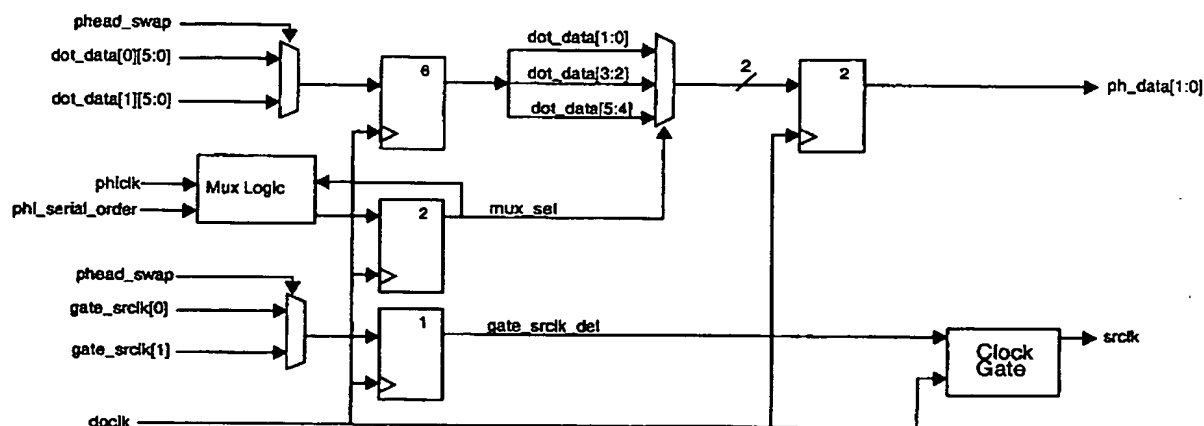 phead_swap
dot_data[0][5:0]
dot_data[1][5:0]
6
dot_data[1:0]
dot_data[3:2]
dot_data[5:4]
2
2
ph_data[1:0]
phiclk
phi_serial_order
Mux Logic
2
mux_sel
phead_swap
gate_srclk[0]
gate_srclk[1]
1
gate_srclk_del
Clock
Gate
srclk
doclk